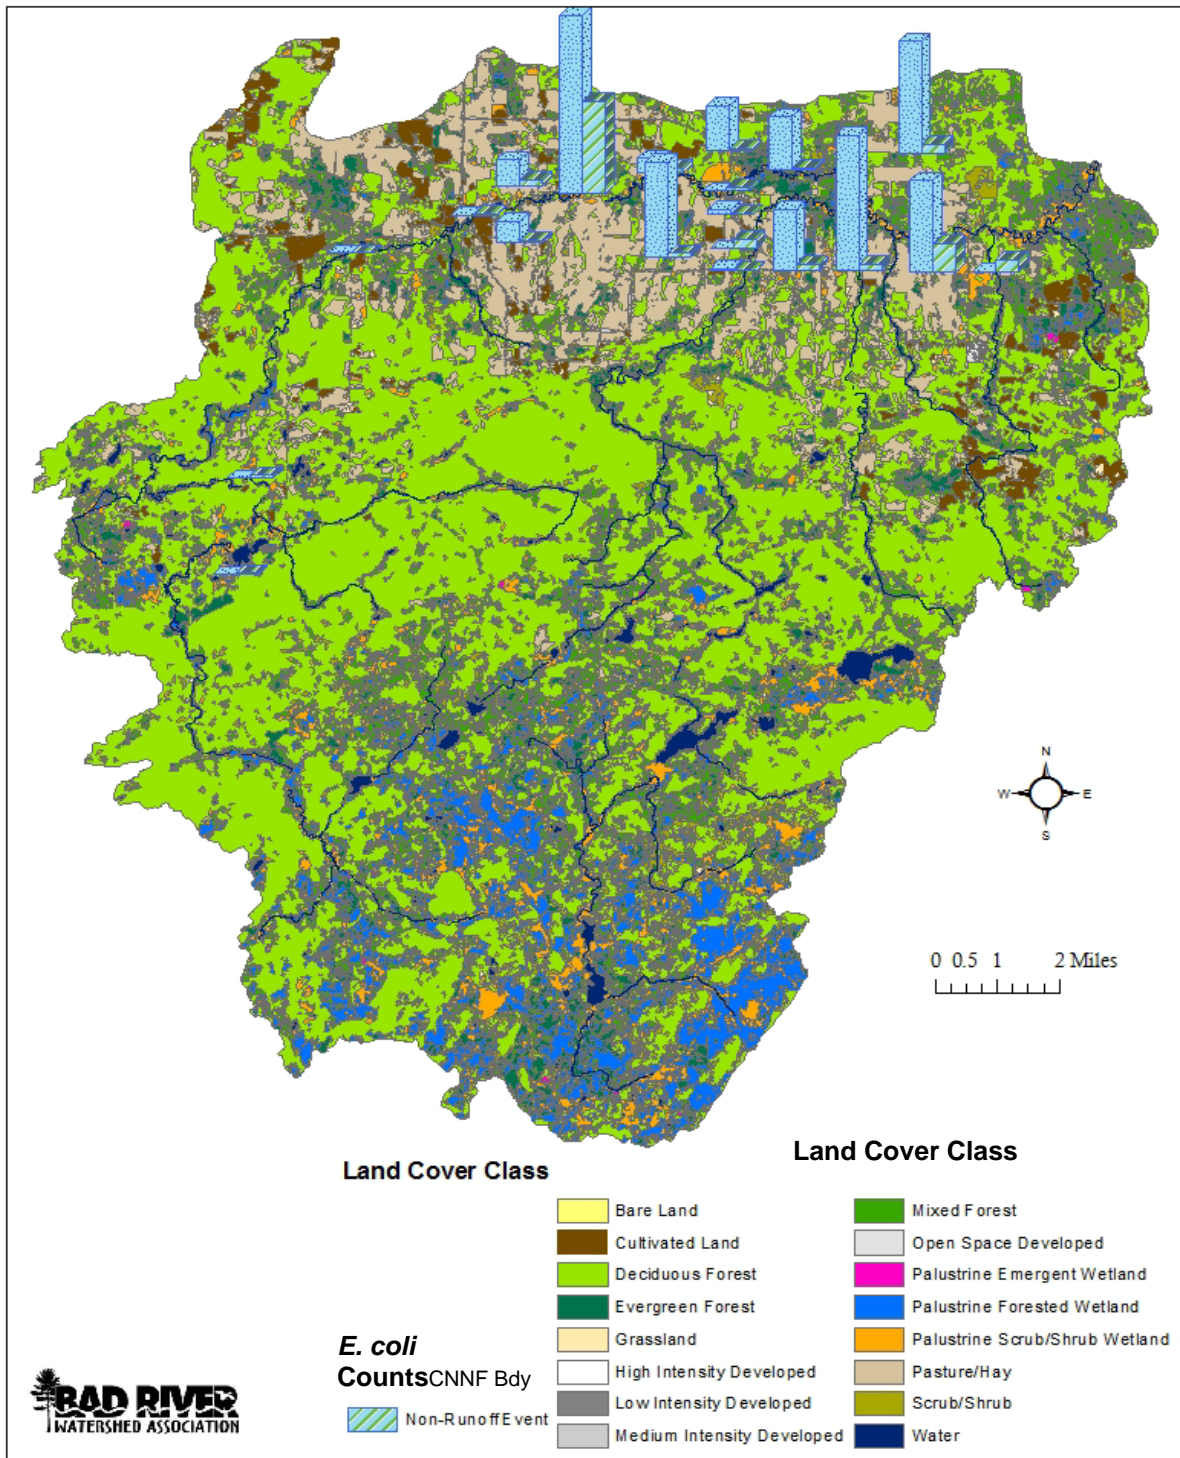 N
W E
S
0 0.5 1 2 Miles
Land Cover Class
Land Cover Class
Bare Land
Cultivated Land
Deciduous Forest
Evergreen Forest
Grassland
High Intensity Developed
Low Intensity Developed
Medium Intensity Developed
Mixed Forest
Open Space Developed
Palustrine Emergent Wetland
Palustrine Forested Wetland
Palustrine Scrub/Shrub Wetland
Pasture/Hay
Scrub/Shrub
Water
E. coli
CountsCNNF Bdy
Non-Runoff Event
BAD RIVER
WATERSHED ASSOCIATION